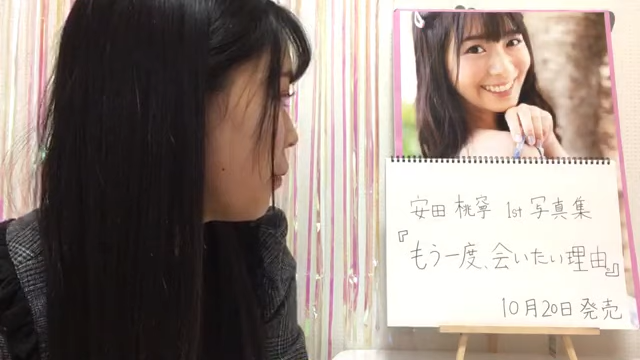 安田 桃寧 1st 写真集
『もう一度、会いたい理由』
10月20日 発売